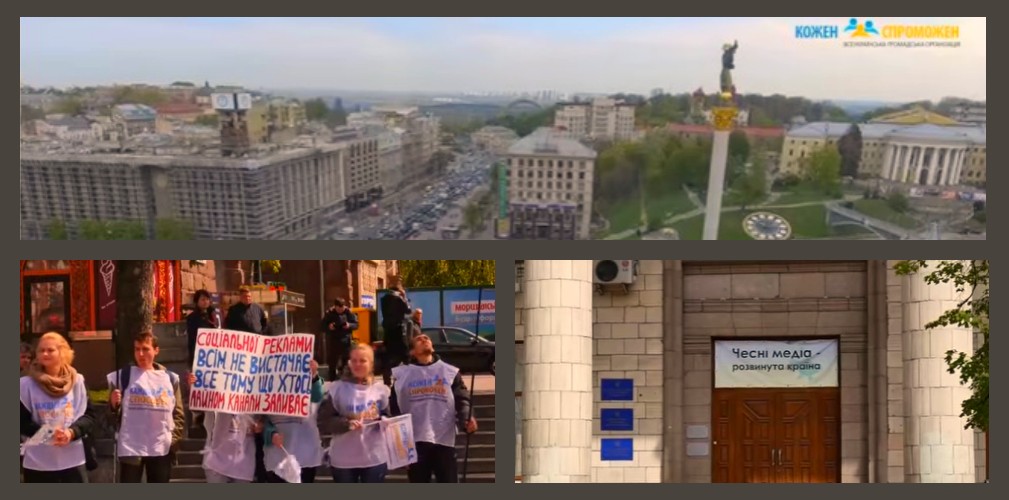 КОЖЕН СПРОМОЖЕН
ВСЕУКРАЇНСЬКА ГРОМАДСЬКА ОРГАНІЗАЦІЯ
СОЦІАЛЬНОЇ РЕКЛАМИ
ВСІМ НЕ ВИСТАЧАЄ
ВСЕ ТОМУ ЩО ХТОСЬ
ЛАЙНОМ КАНАЛИ ЗАЛИВАЄ
Чесні медіа -
розвинута країна